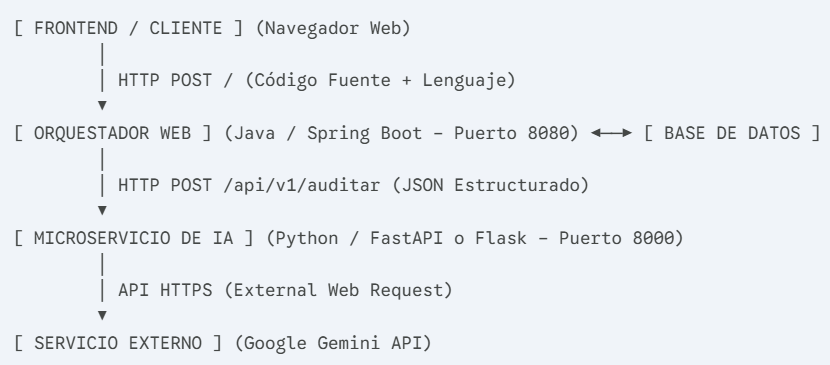 [ FRONTEND / CLIENTE ] (Navegador Web)
│
│ HTTP POST / (Código Fuente + Lenguaje)
▼
[ ORQUESTADOR WEB ] (Java / Spring Boot – Puerto 8080) ◄──► [ BASE DE DATOS ]
│
│ HTTP POST /api/v1/auditar (JSON Estructurado)
▼
[ MICROSERVICIO DE IA ] (Python / FastAPI o Flask – Puerto 8000)
│
│ API HTTPS (External Web Request)
▼
[ SERVICIO EXTERNO ] (Google Gemini API)